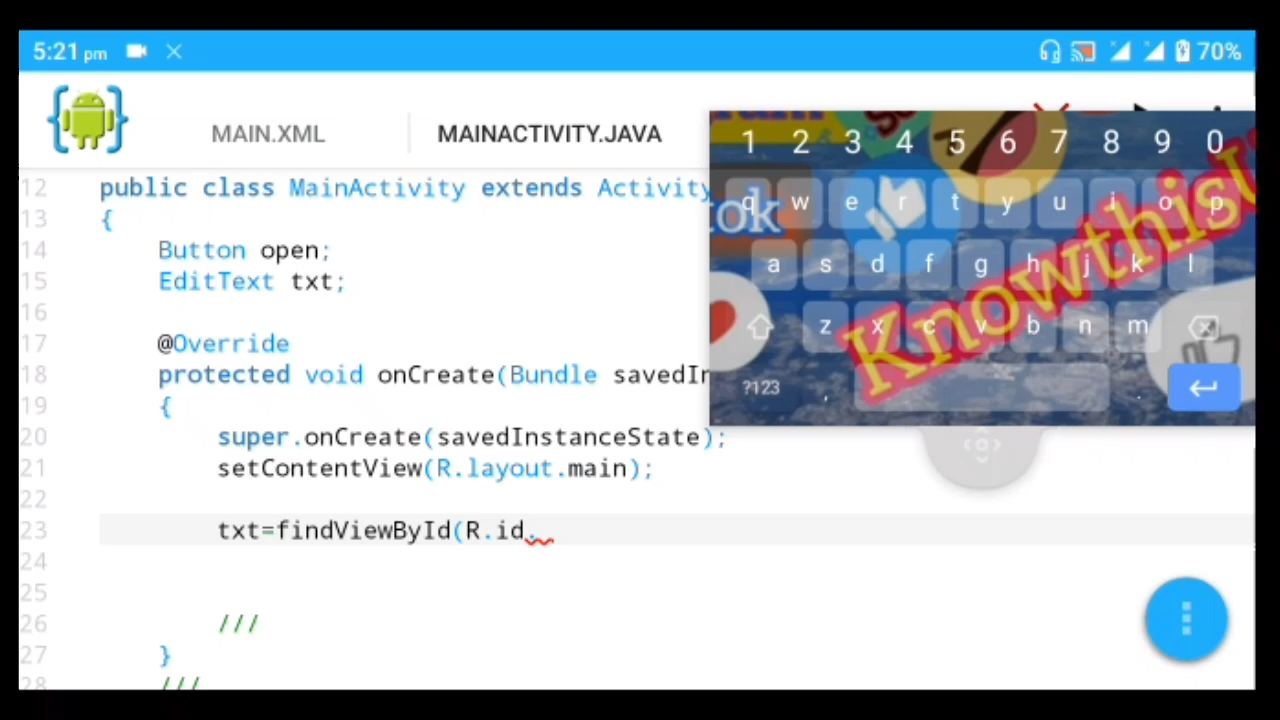 5:21 pm
70%
MAIN.XML
MAINACTIVITY.JAVA
12 public class MainActivity extends Activity
13 {
14 Button open;
15 EditText txt;
16
17 @Override
18 protected void onCreate(Bundle savedIn
19 {
20 super.onCreate(savedInstanceState);
21 setContentView(R.layout.main);
22
23 txt=findViewById(R.id.
24
25
26 ///
27 }
28 ///
1 2 3 4 5 6 7 8 9 0
q w e r t y u i o p
a s d f g h j k l
z x c v b n m
?123 , .
KnowthisU